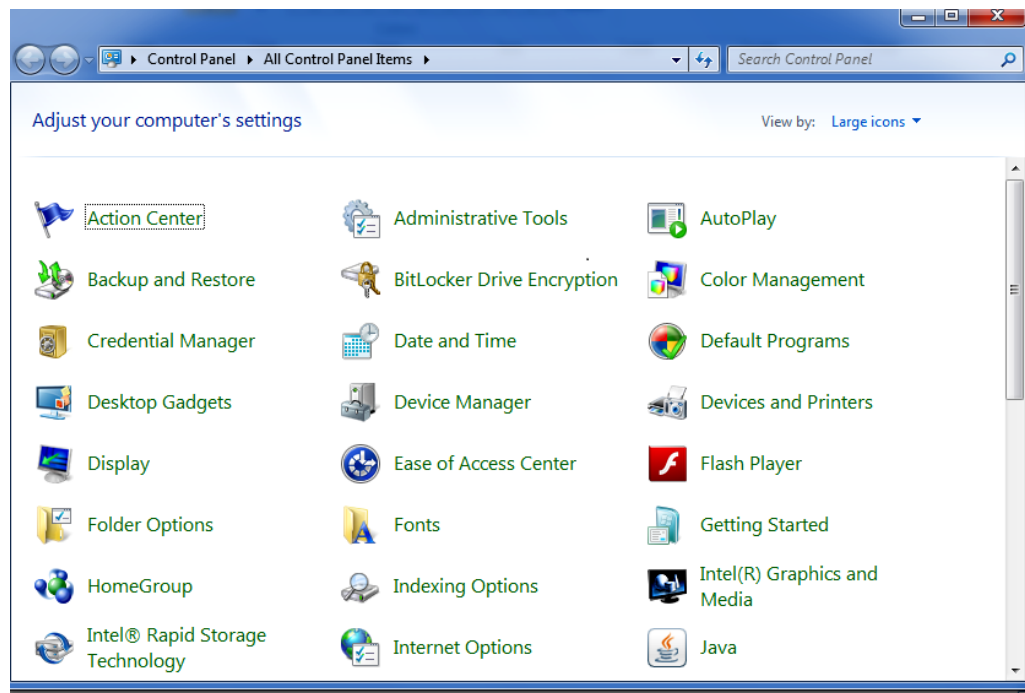 Control Panel All Control Panel Items Search Control Panel
Adjust your computer's settings View by: Large icons
Action Center Administrative Tools AutoPlay
Backup and Restore BitLocker Drive Encryption Color Management
Credential Manager Date and Time Default Programs
Desktop Gadgets Device Manager Devices and Printers
Display Ease of Access Center Flash Player
Folder Options Fonts Getting Started
HomeGroup Indexing Options Intel(R) Graphics and
Media
Intel® Rapid Storage
Technology Internet Options Java